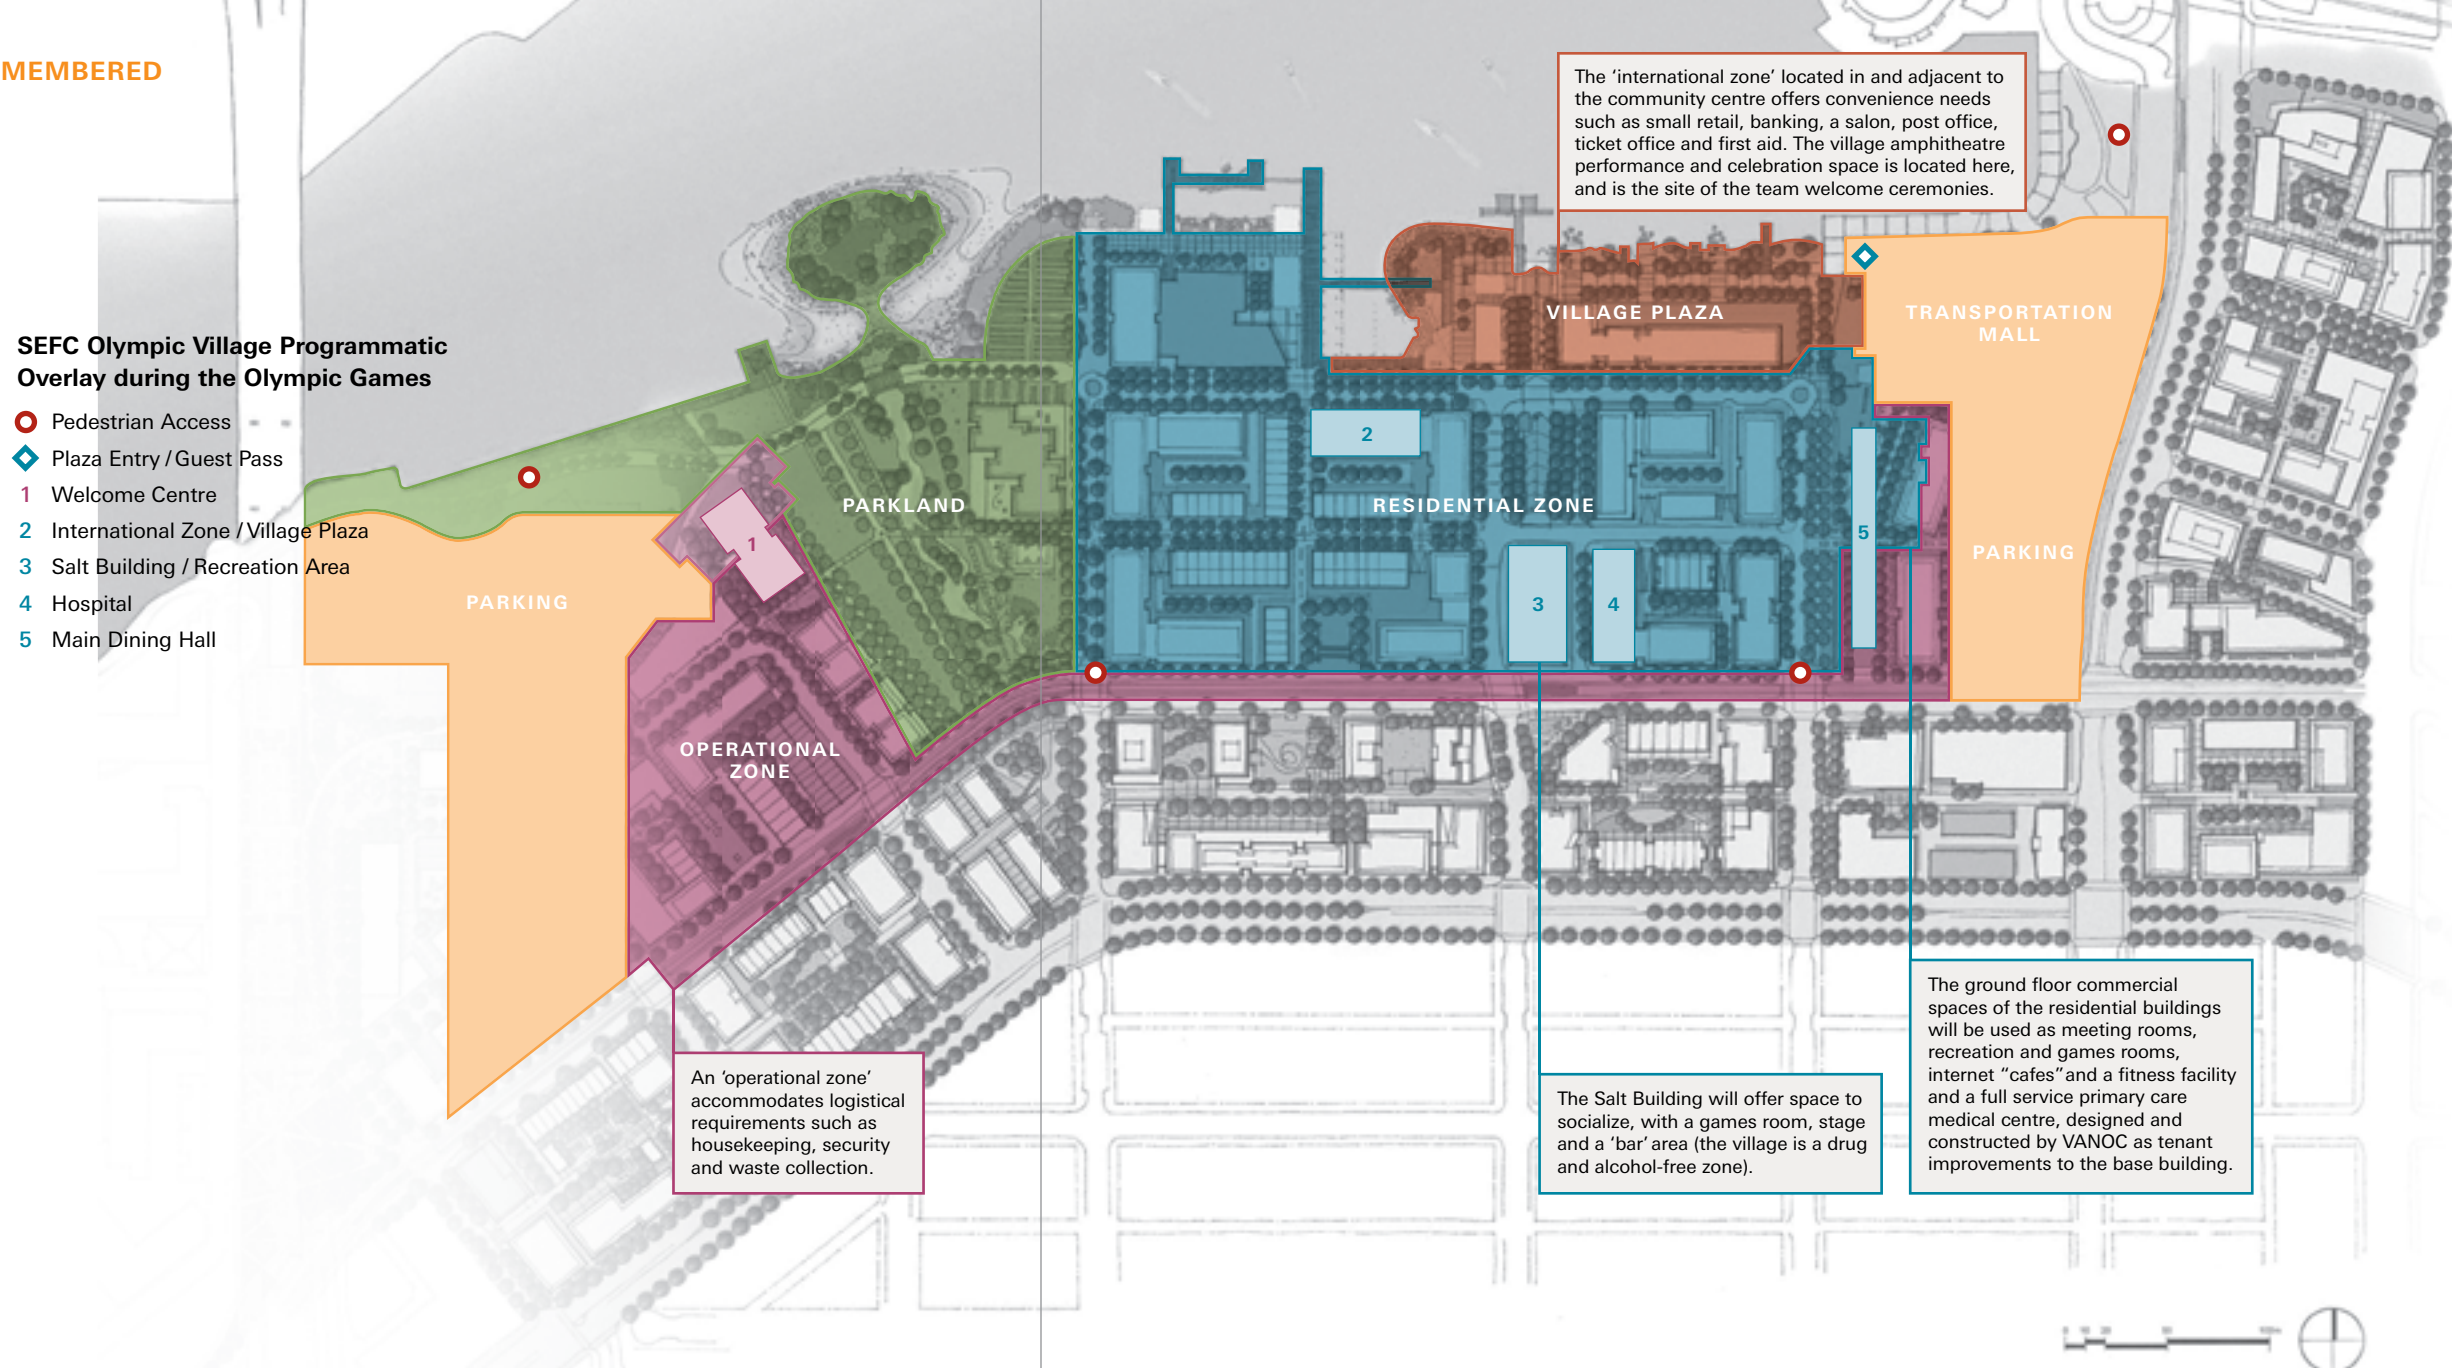 MEMBERED
The ‘international zone’ located in and adjacent to
the community centre offers convenience needs
such as small retail, banking, a salon, post office,
ticket office and first aid. The village amphitheatre
performance and celebration space is located here,
and is the site of the team welcome ceremonies.
SEFC Olympic Village Programmatic
Overlay during the Olympic Games
Pedestrian Access
Plaza Entry / Guest Pass
1 Welcome Centre
2 International Zone / Village Plaza
3 Salt Building / Recreation Area
4 Hospital
5 Main Dining Hall
VILLAGE PLAZA
TRANSPORTATION
MALL
2
PARKLAND
RESIDENTIAL ZONE
1
5
PARKING
PARKING
3
4
OPERATIONAL
ZONE
An ‘operational zone’
accommodates logistical
requirements such as
housekeeping, security
and waste collection.
The Salt Building will offer space to
socialize, with a games room, stage
and a ‘bar’ area (the village is a drug
and alcohol-free zone).
The ground floor commercial
spaces of the residential buildings
will be used as meeting rooms,
recreation and games rooms,
internet “cafes” and a fitness facility
and a full service primary care
medical centre, designed and
constructed by VANOC as tenant
improvements to the base building.